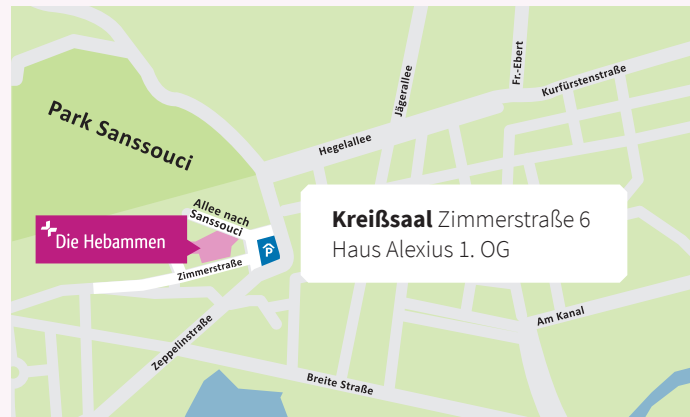 Fr.-Ebert
Jägerallee
Kurfürstenstraße
Hegelallee
Park Sanssouci
Allee nach
Sanssouci
Die Hebammen
Zimmerstraße
P
Kreißsaal Zimmerstraße 6
Haus Alexius 1. OG
Am Kanal
Zeppelinstraße
Breite Straße